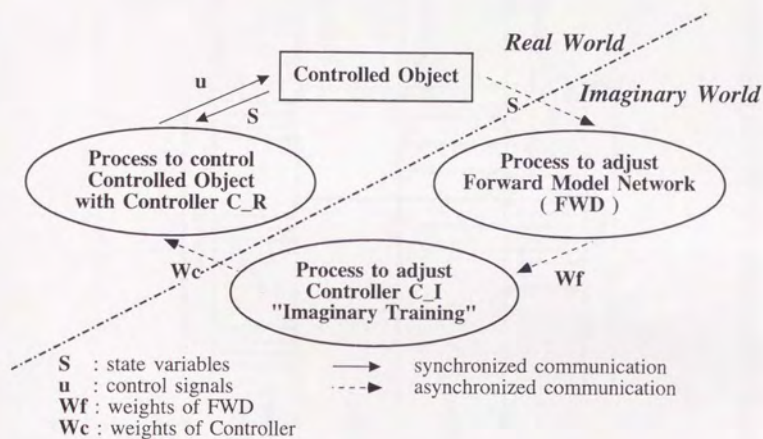 Real World
Controlled Object
u
S
S
Imaginary World
Process to control
Controlled Object
with Controller C_R
Process to adjust
Forward Model Network
( FWD )
Wc
Process to adjust
Controller C_I
"Imaginary Training"
Wf
S : state variables
u : control signals
Wf : weights of FWD
Wc : weights of Controller
synchronized communication
asynchronized communication